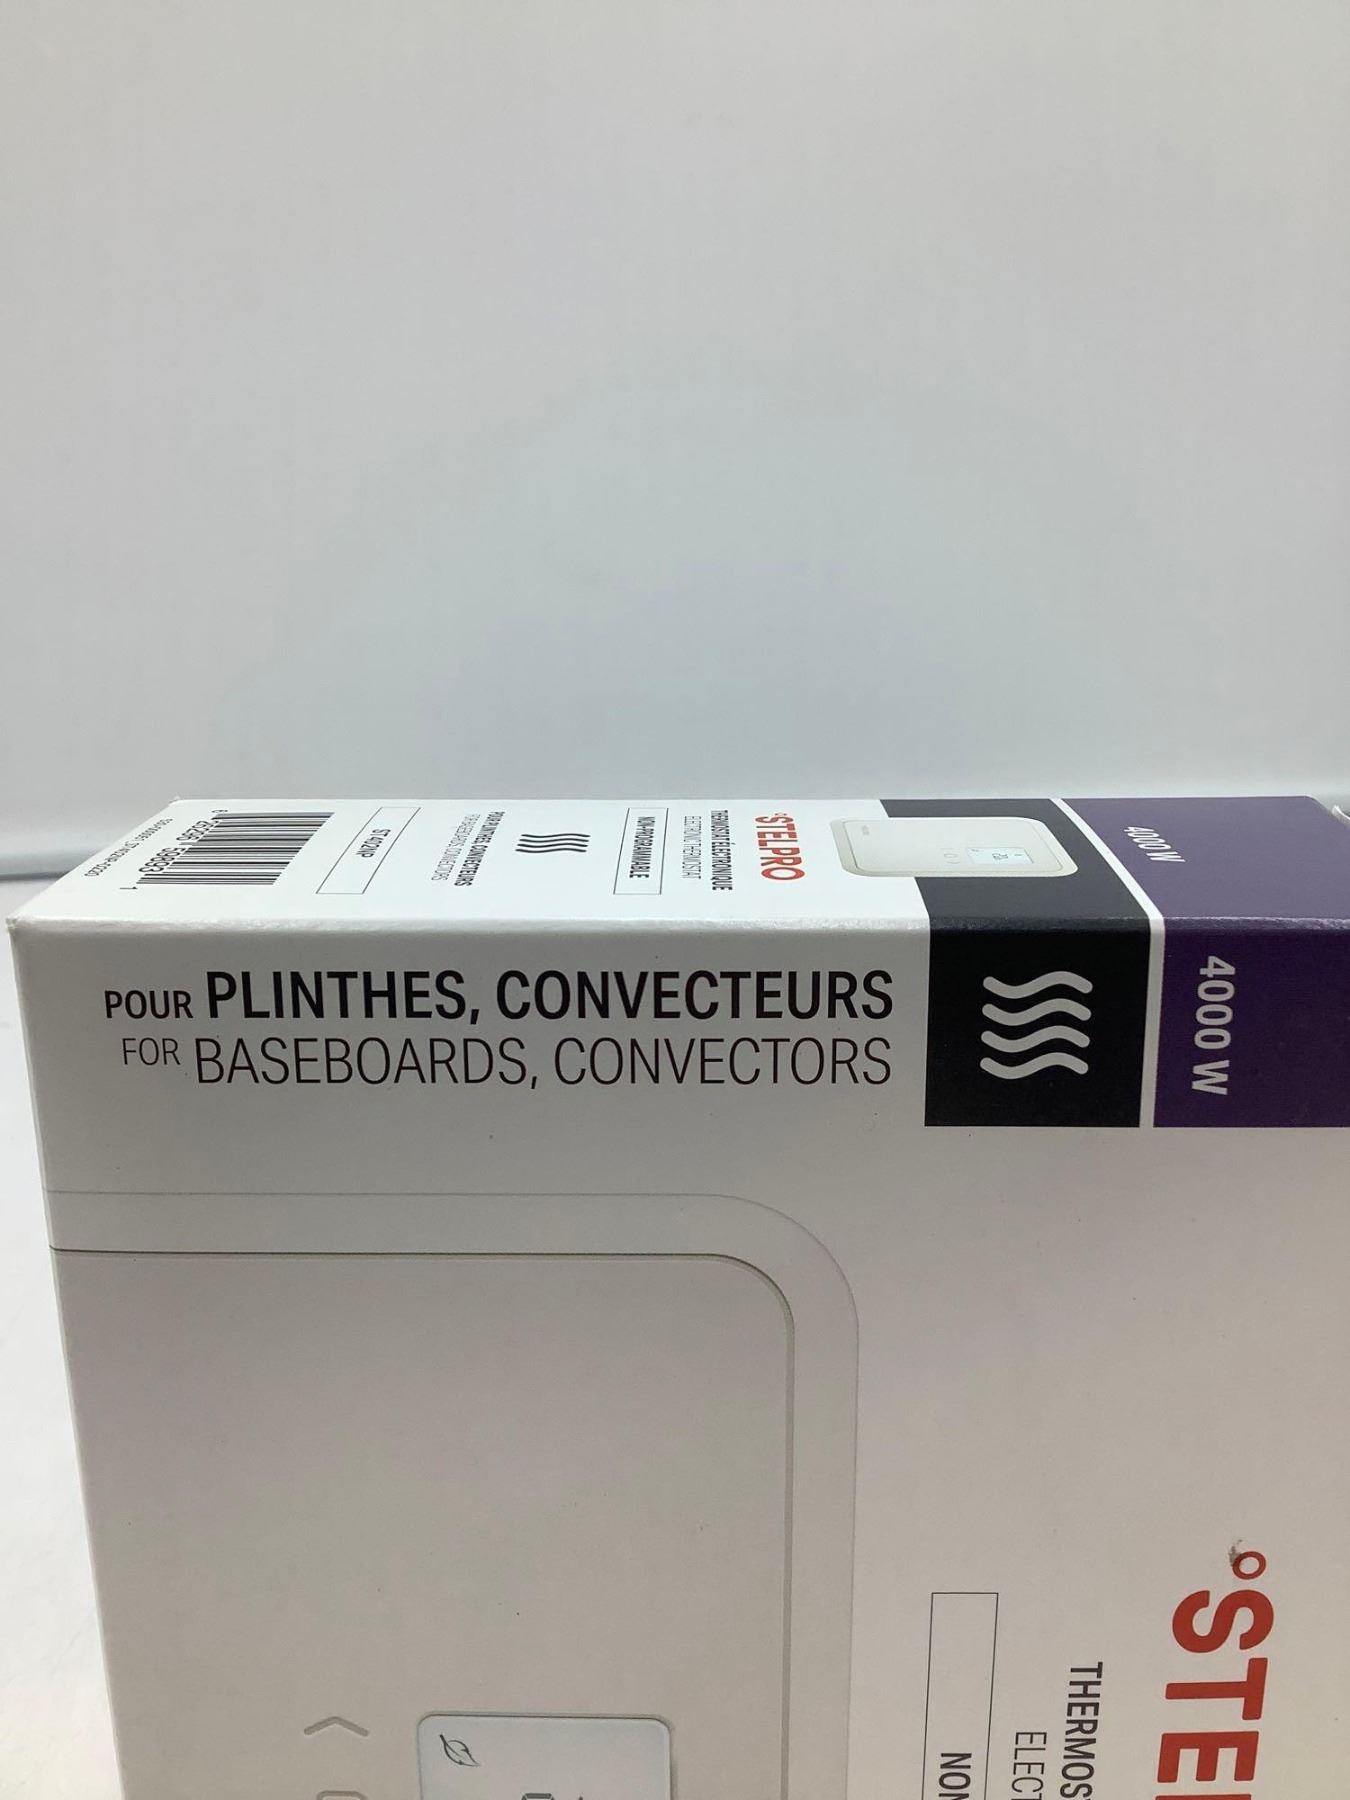 POUR PLINTHES, CONVECTEURS
FOR BASEBOARDS, CONVECTORS
4000 W
4000 W
°STELPRO
THERMOSTAT ÉLECTRONIQUE
ELECTRONIC THERMOSTAT
NON-PROGRAMMABLE
POUR PLINTHES, CONVECTEURS
FOR BASEBOARDS, CONVECTORS
ST402NP
°STEL
THERMOS
ELECT
NON